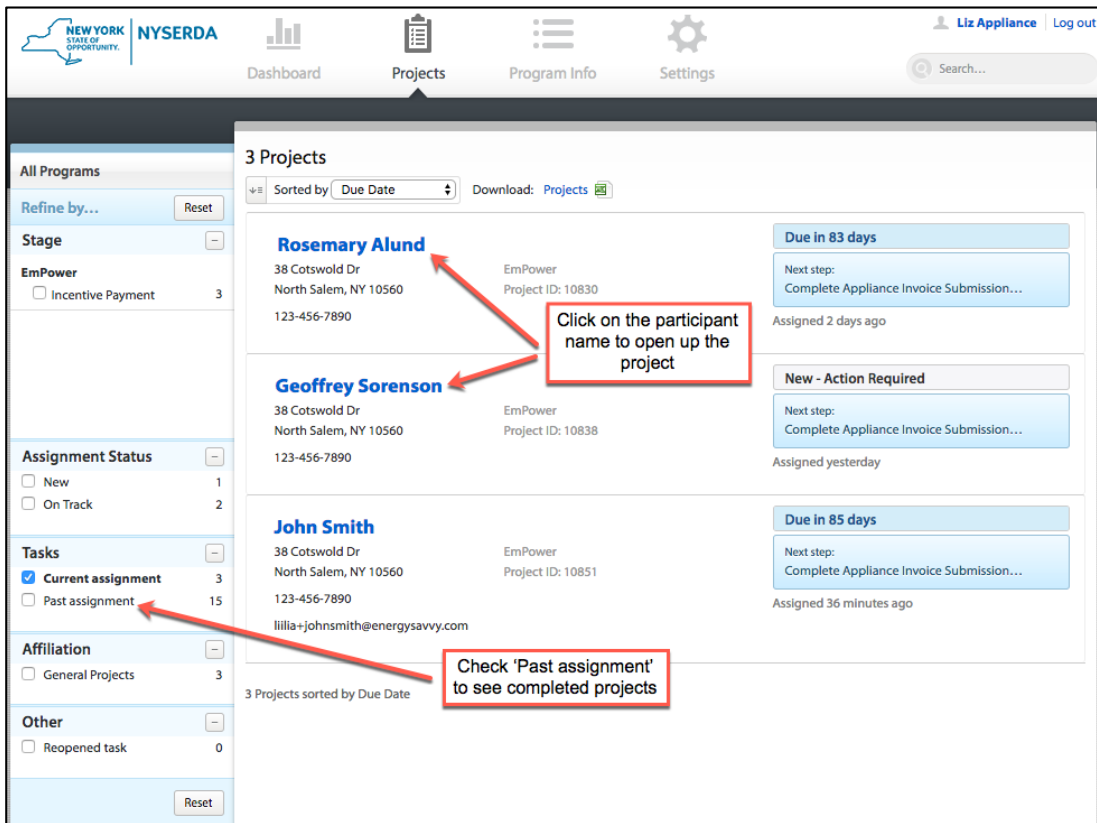 NEW YORK
STATE OF
OPPORTUNITY.
NYSERDA
Dashboard
Projects
Program Info
Settings
Liz Appliance
Log out
Search...
All Programs
Refine by...
Reset
Stage
EmPower
Incentive Payment 3
Assignment Status
New 1
On Track 2
Tasks
Current assignment 3
Past assignment 15
Affiliation
General Projects 3
Other
Reopened task 0
Reset
3 Projects
Sorted by Due Date
Download: Projects
Rosemary Alund
38 Cotswold Dr
North Salem, NY 10560
123-456-7890
EmPower
Project ID: 10830
Due in 83 days
Next step:
Complete Appliance Invoice Submission...
Assigned 2 days ago
Click on the participant
name to open up the
project
Geoffrey Sorenson
38 Cotswold Dr
North Salem, NY 10560
123-456-7890
EmPower
Project ID: 10838
New - Action Required
Next step:
Complete Appliance Invoice Submission...
Assigned yesterday
John Smith
38 Cotswold Dr
North Salem, NY 10560
123-456-7890
liilia+johnsmith@energysavvy.com
EmPower
Project ID: 10851
Due in 85 days
Next step:
Complete Appliance Invoice Submission...
Assigned 36 minutes ago
Check ‘Past assignment’
to see completed projects
3 Projects sorted by Due Date